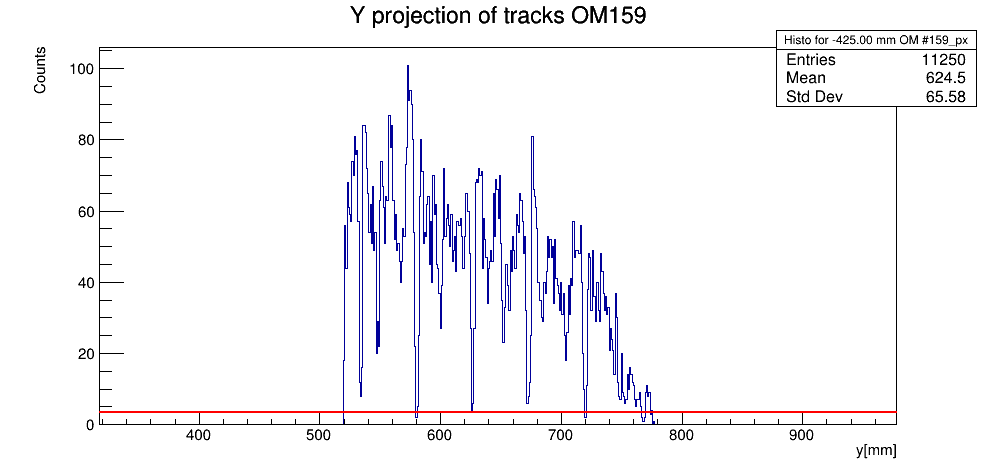 Y projection of tracks OM159
Histo for -425.00 mm OM #159_px
Entries 11250
Mean 624.5
Std Dev 65.58
Counts
100
80
60
40
20
0
400 500 600 700 800 900
y[mm]